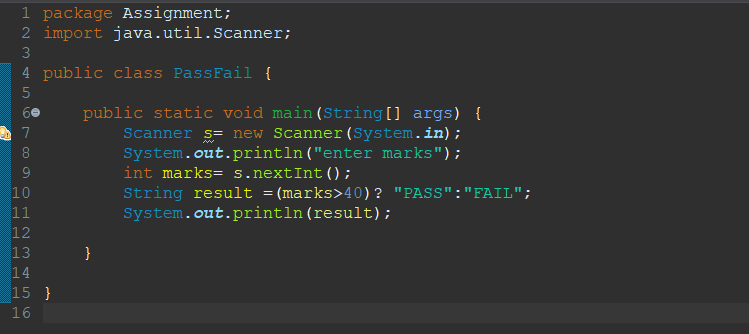 1 package Assignment;
2 import java.util.Scanner;
3
4 public class PassFail {
5
6 public static void main(String[] args) {
7 Scanner s= new Scanner(System.in);
8 System.out.println("enter marks");
9 int marks= s.nextInt();
10 String result =(marks>40)? "PASS":"FAIL";
11 System.out.println(result);
12
13 }
14
15 }
16